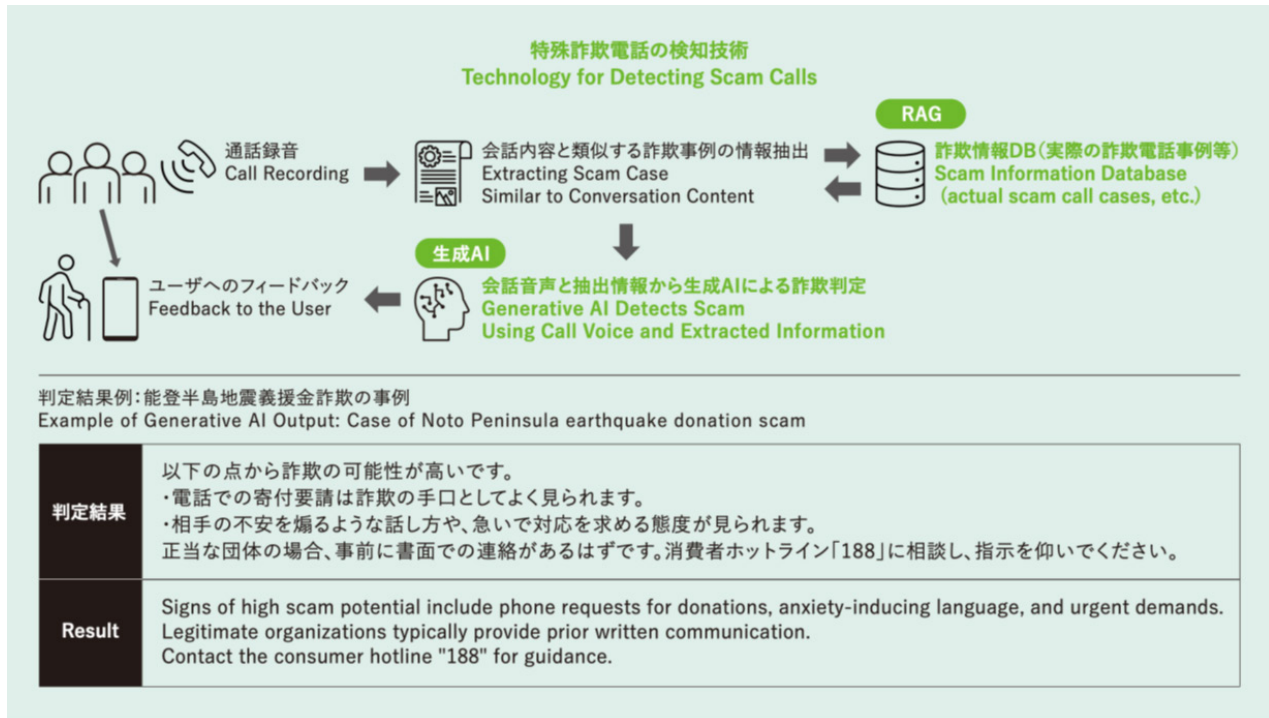 特殊詐欺電話の検知技術
Technology for Detecting Scam Calls
通話録音
Call Recording
会話内容と類似する詐欺事例の情報抽出
Extracting Scam Case
Similar to Conversation Content
RAG
詐欺情報DB(実際の詐欺電話事例等)
Scam Information Database
(actual scam call cases, etc.)
生成AI
会話音声と抽出情報から生成AIによる詐欺判定
Generative AI Detects Scam
Using Call Voice and Extracted Information
ユーザへのフィードバック
Feedback to the User
判定結果例:能登半島地震義援金詐欺の事例
Example of Generative AI Output: Case of Noto Peninsula earthquake donation scam
判定結果
以下の点から詐欺の可能性が高いです。
・電話での寄付要請は詐欺の手口としてよく見られます。
・相手の不安を煽るような話し方や、急いで対応を求める態度が見られます。
正当な団体の場合、事前に書面での連絡があるはずです。消費者ホットライン「188」に相談し、指示を仰いでください。
Result
Signs of high scam potential include phone requests for donations, anxiety-inducing language, and urgent demands.
Legitimate organizations typically provide prior written communication.
Contact the consumer hotline "188" for guidance.